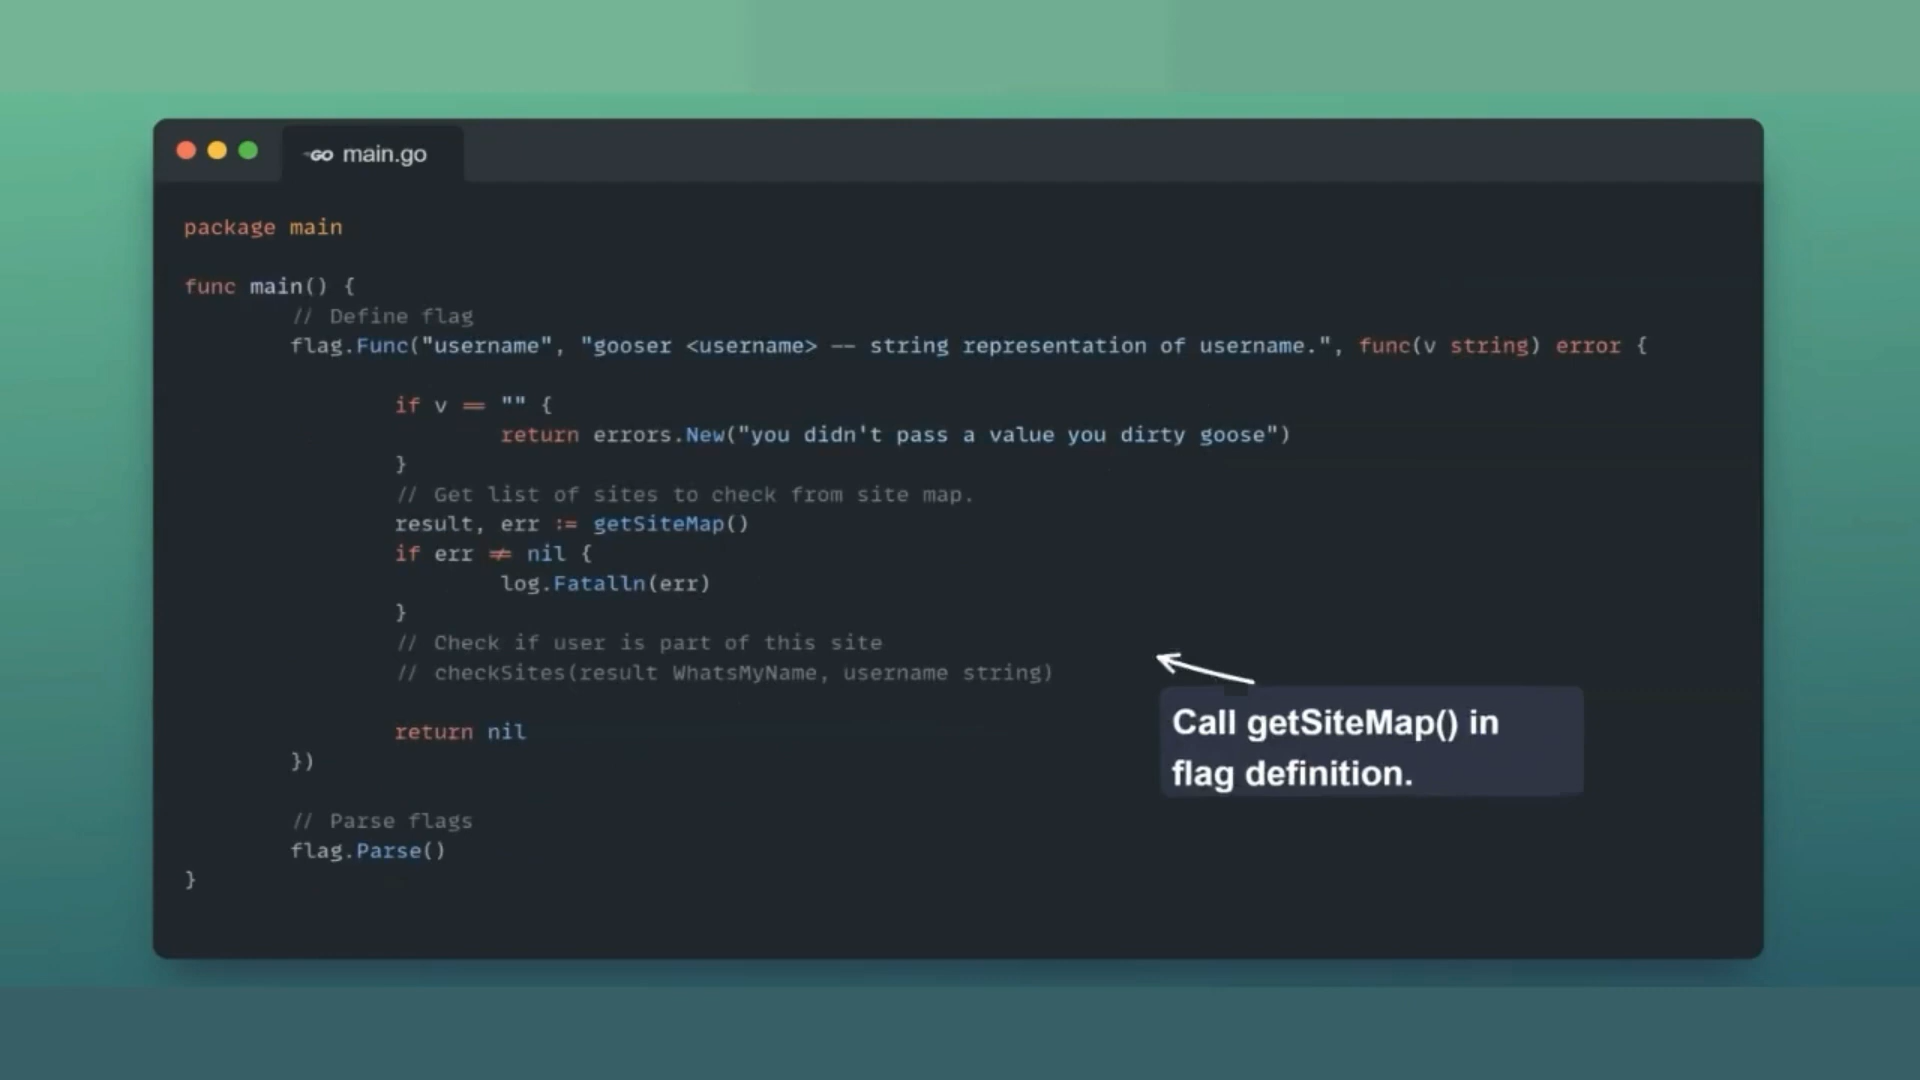 GO main.go
package main
func main() {
// Define flag
flag.Func("username", "gooser <username> -- string representation of username.", func(v string) error {
if v == "" {
return errors.New("you didn't pass a value you dirty goose")
}
// Get list of sites to check from site map.
result, err := getSiteMap()
if err != nil {
log.Fatalln(err)
}
// Check if user is part of this site
// checkSites(result WhatsMyName, username string)
return nil
})
// Parse flags
flag.Parse()
}
Call getSiteMap() in
flag definition.